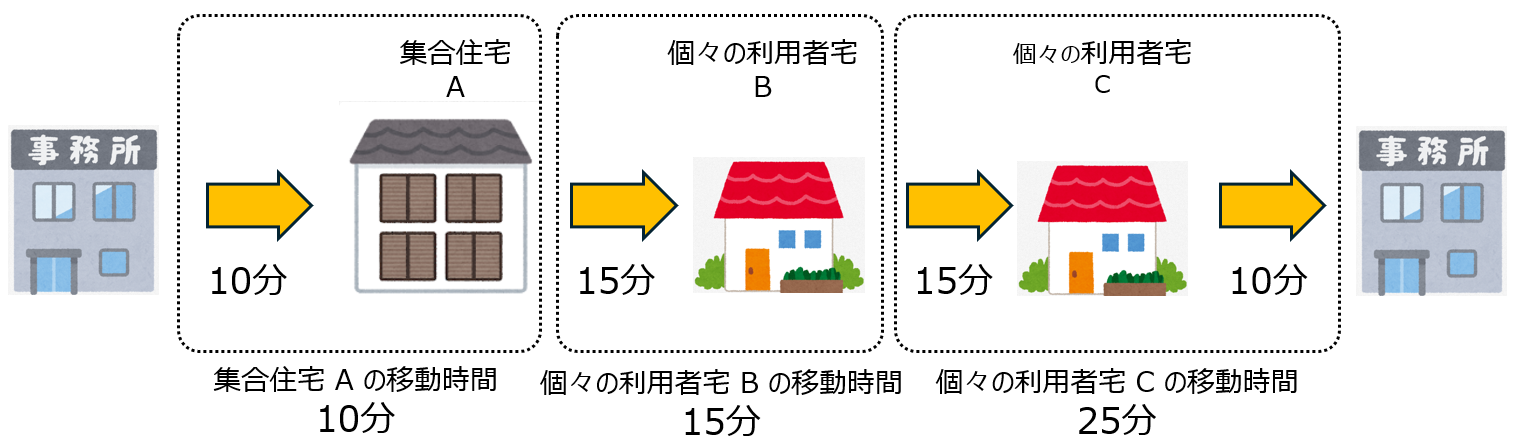 集合住宅
A
個々の利用者宅
B
個々の利用者宅
C
事務所
10分
15分
15分
10分
事務所
集合住宅 A の移動時間
10分
個々の利用者宅 B の移動時間
15分
個々の利用者宅 C の移動時間
25分